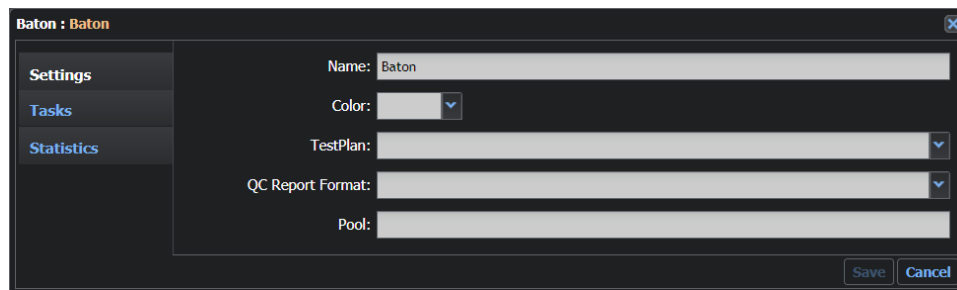 Baton : Baton
Settings
Tasks
Statistics
Name: Baton
Color:
TestPlan:
QC Report Format:
Pool:
Save Cancel